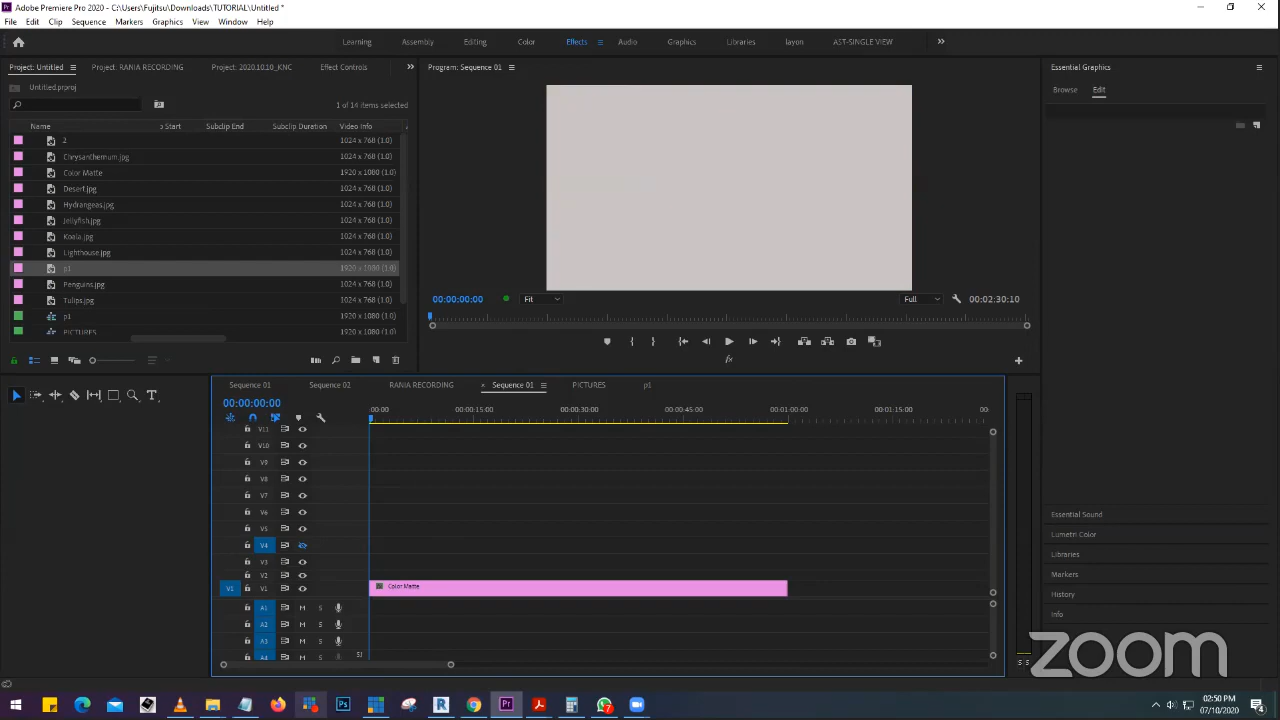 Adobe Premiere Pro 2020 - C:\Users\Fujitsu\Downloads\TUTORIAL\Untitled *
File Edit Clip Sequence Markers Graphics View Window Help
Learning Assembly Editing Color Effects Audio Graphics Libraries layon AST-SINGLE VIEW
Project: Untitled Project: RANIA RECORDING Project: 2020.10.10_KNC Effect Controls
Untitled.prproj
1 of 14 items selected
Name Start Subclip End Subclip Duration Video Info
2 1024 x 768 (1.0)
Chrysanthemum.jpg 1024 x 768 (1.0)
Color Matte 1920 x 1080 (1.0)
Desert.jpg 1024 x 768 (1.0)
Hydrangeas.jpg 1024 x 768 (1.0)
Jellyfish.jpg 1024 x 768 (1.0)
Koala.jpg 1024 x 768 (1.0)
Lighthouse.jpg 1024 x 768 (1.0)
p1 1920 x 1080 (1.0)
Penguins.jpg 1024 x 768 (1.0)
Tulips.jpg 1024 x 768 (1.0)
p1 1920 x 1080 (1.0)
PICTURES 1920 x 1080 (1.0)
Program: Sequence 01
00:00:00:00 Fit Full 00:02:30:10
fx
Essential Graphics
Browse Edit
Sequence 01 Sequence 02 RANIA RECORDING × Sequence 01 PICTURES p1
00:00:00:00
:00:00 00:00:15:00 00:00:30:00 00:00:45:00 00:01:00:00 00:01:15:00 00:
V11
V10
V9
V8
V7
V6
V5
V4
V3
V2
V1 V1 Color Matte
A1 M S
A2 M S
A3 M S
A4 M S
S S
Essential Sound
Lumetri Color
Libraries
Markers
History
Info
zoom
02:50 PM
07/10/2020